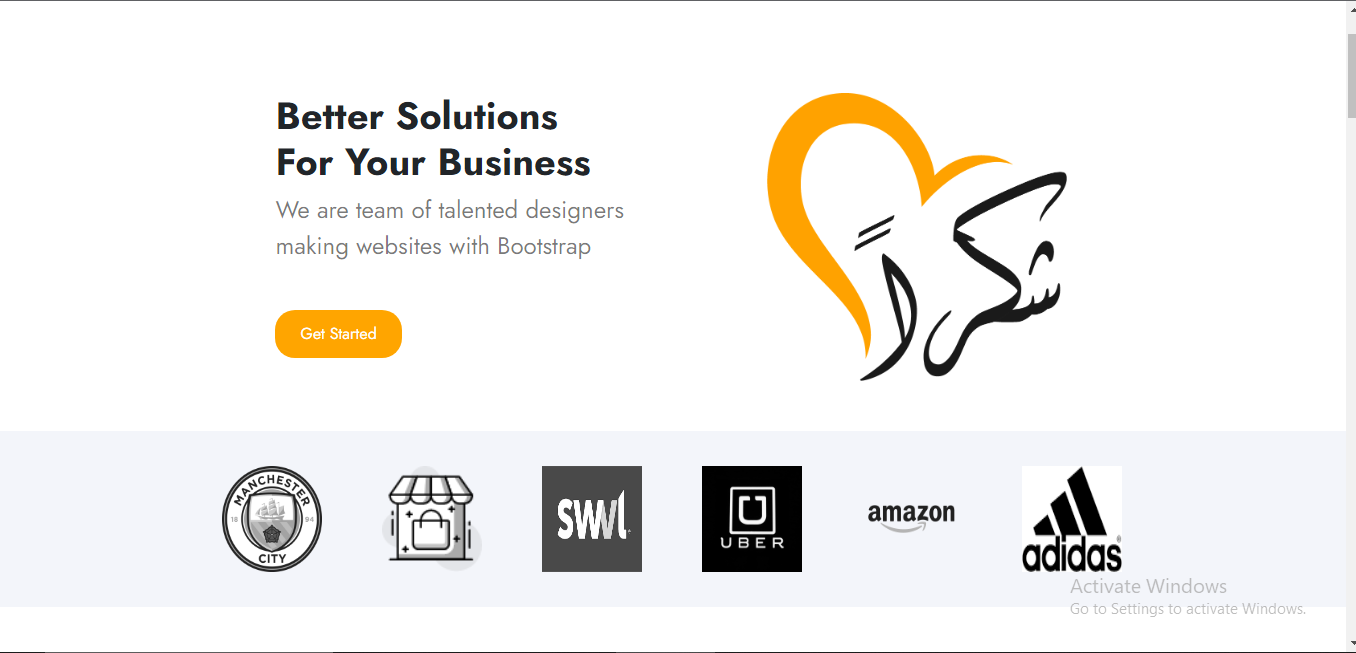 Better Solutions
For Your Business
We are team of talented designers
making websites with Bootstrap
Get Started
شكراً
MANCHESTER
18 94
CITY
SWVL
UBER
amazon
adidas
Activate Windows
Go to Settings to activate Windows.